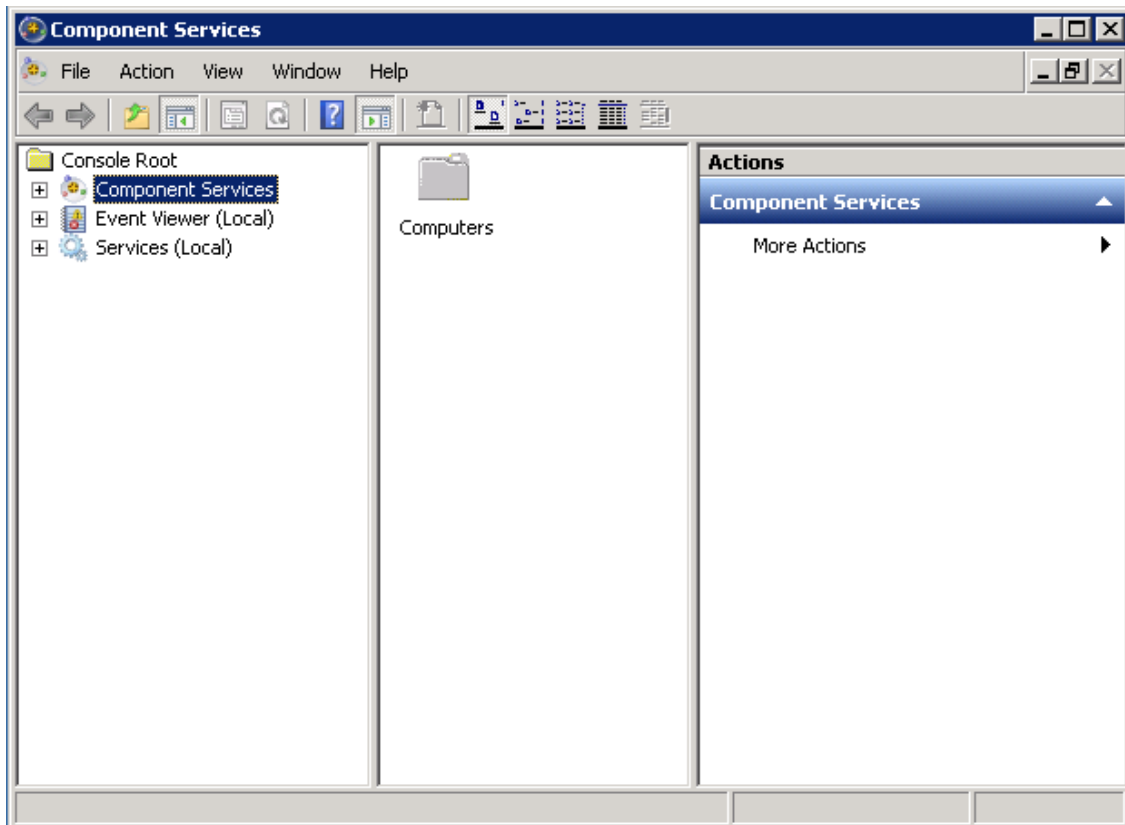 Component Services
File Action View Window Help
Console Root
Component Services
Event Viewer (Local)
Services (Local)
Computers
Actions
Component Services
More Actions